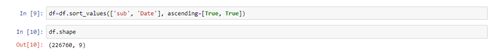 In [9]: df=df.sort_values(['sub', 'Date'], ascending=[True, True])
In [10]: df.shape
Out[10]: (226760, 9)